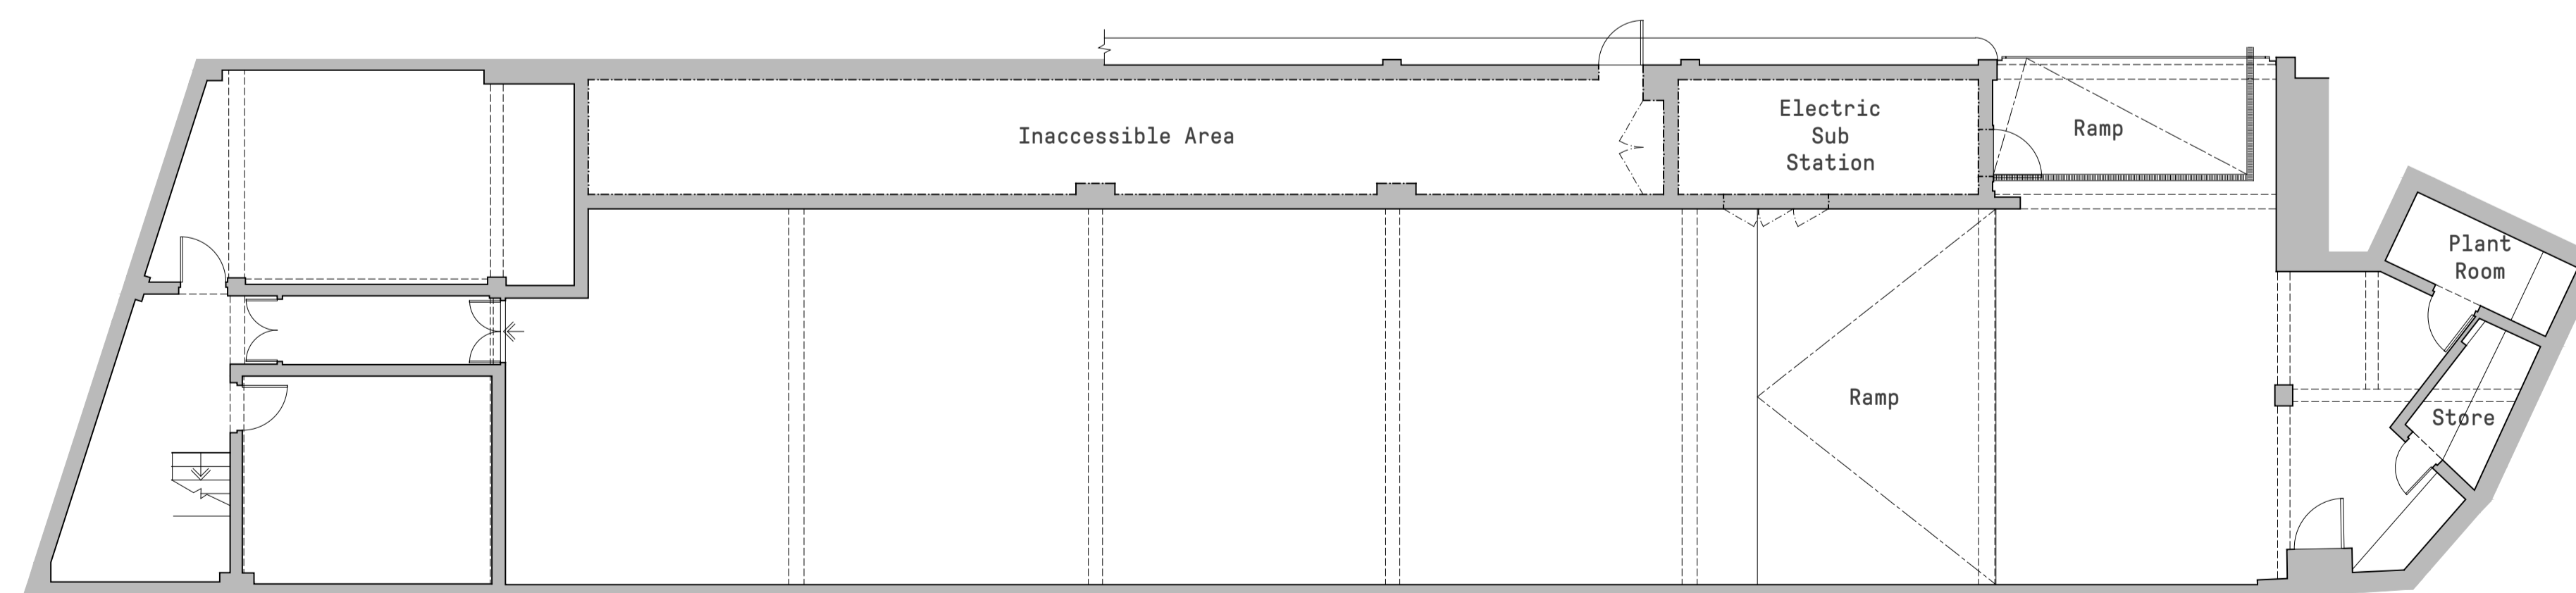 Inaccessible Area
Electric
Sub
Station
Ramp
Plant
Room
Ramp
Store